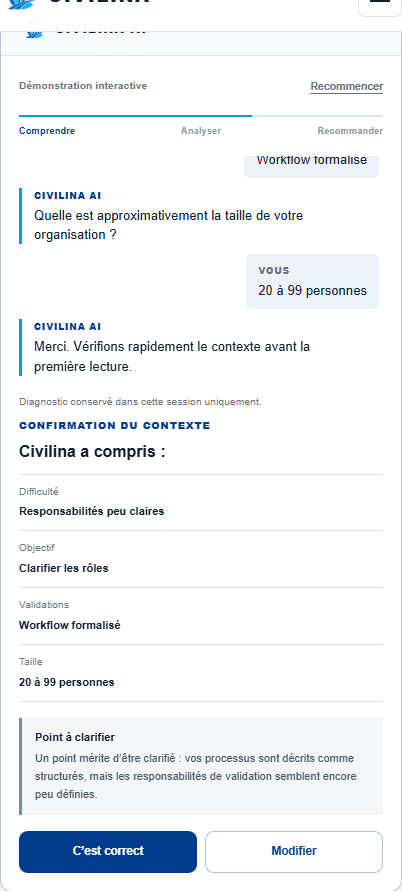 CIVILINA
CIVILINA AI
Démonstration interactive
Recommencer
Comprendre
Analyser
Recommander
Workflow formalisé
CIVILINA AI
Quelle est approximativement la taille de votre
organisation ?
VOUS
20 à 99 personnes
CIVILINA AI
Merci. Vérifions rapidement le contexte avant la
première lecture.
Diagnostic conservé dans cette session uniquement.
CONFIRMATION DU CONTEXTE
Civilina a compris :
Difficulté
Responsabilités peu claires
Objectif
Clarifier les rôles
Validations
Workflow formalisé
Taille
20 à 99 personnes
Point à clarifier
Un point mérite d’être clarifié : vos processus sont décrits comme
structurés, mais les responsabilités de validation semblent encore
peu définies.
C’est correct
Modifier